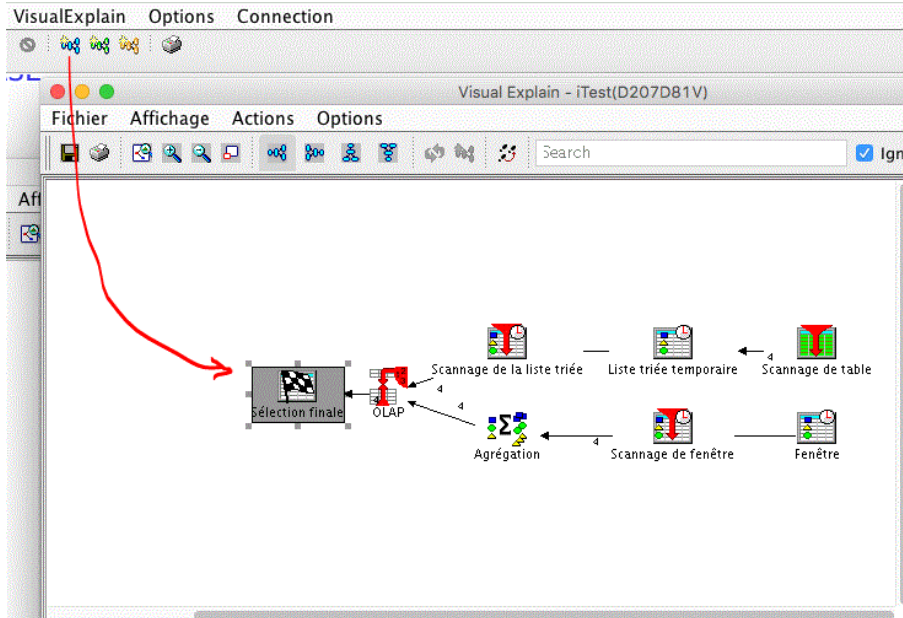 VisualExplain Options Connection
Visual Explain - iTest(D207D81V)
Fichier Affichage Actions Options
Search
Ign
Aff
4
Scannage de la liste triée Liste triée temporaire Scannage de table
4
4
4
Sélection finale OLAP
4
Agrégation Scannage de fenêtre Fenêtre